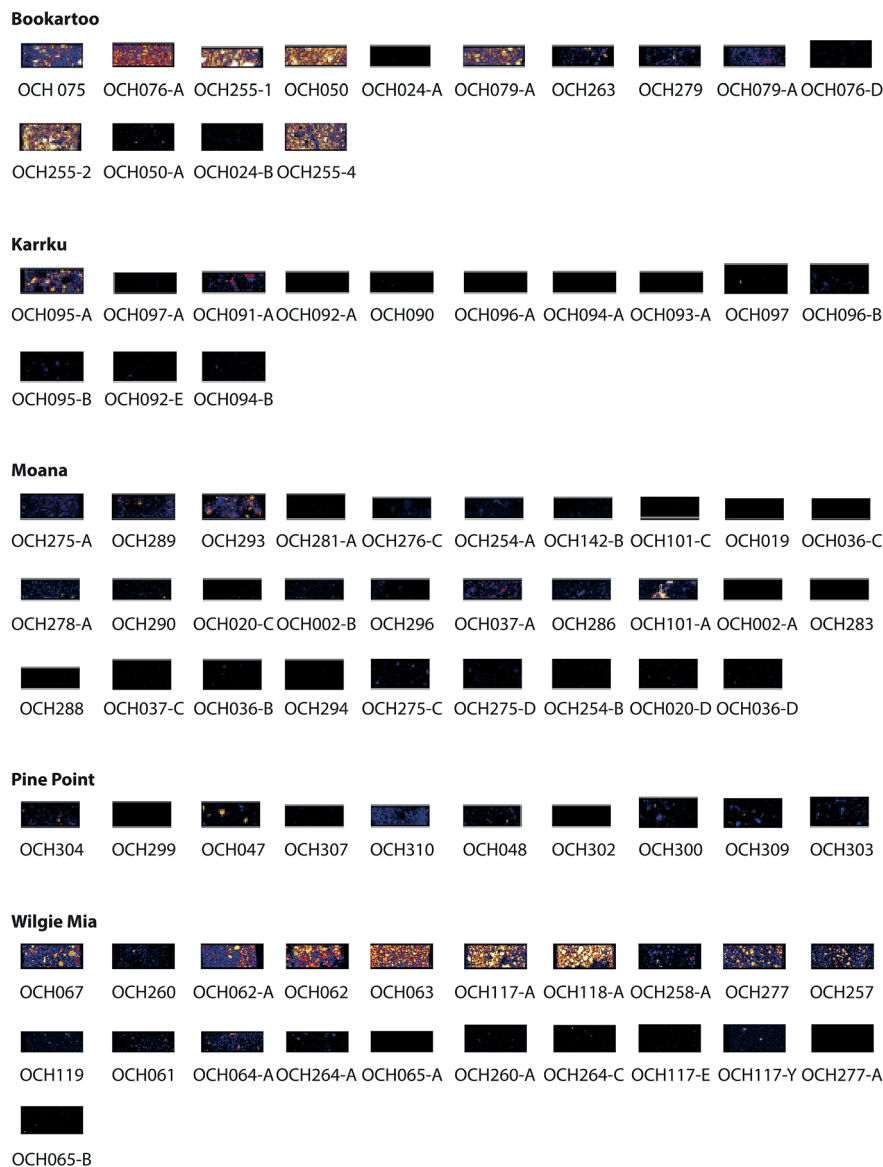 Bookartoo
OCH 075 OCH076-A OCH255-1 OCH050 OCH024-A OCH079-A OCH263 OCH279 OCH079-A OCH076-D
OCH255-2 OCH050-A OCH024-B OCH255-4
Karrku
OCH095-A OCH097-A OCH091-A OCH092-A OCH090 OCH096-A OCH094-A OCH093-A OCH097 OCH096-B
OCH095-B OCH092-E OCH094-B
Moana
OCH275-A OCH289 OCH293 OCH281-A OCH276-C OCH254-A OCH142-B OCH101-C OCH019 OCH036-C
OCH278-A OCH290 OCH020-C OCH002-B OCH296 OCH037-A OCH286 OCH101-A OCH002-A OCH283
OCH288 OCH037-C OCH036-B OCH294 OCH275-C OCH275-D OCH254-B OCH020-D OCH036-D
Pine Point
OCH304 OCH299 OCH047 OCH307 OCH310 OCH048 OCH302 OCH300 OCH309 OCH303
Wilgie Mia
OCH067 OCH260 OCH062-A OCH062 OCH063 OCH117-A OCH118-A OCH258-A OCH277 OCH257
OCH119 OCH061 OCH064-A OCH264-A OCH065-A OCH260-A OCH264-C OCH117-E OCH117-Y OCH277-A
OCH065-B